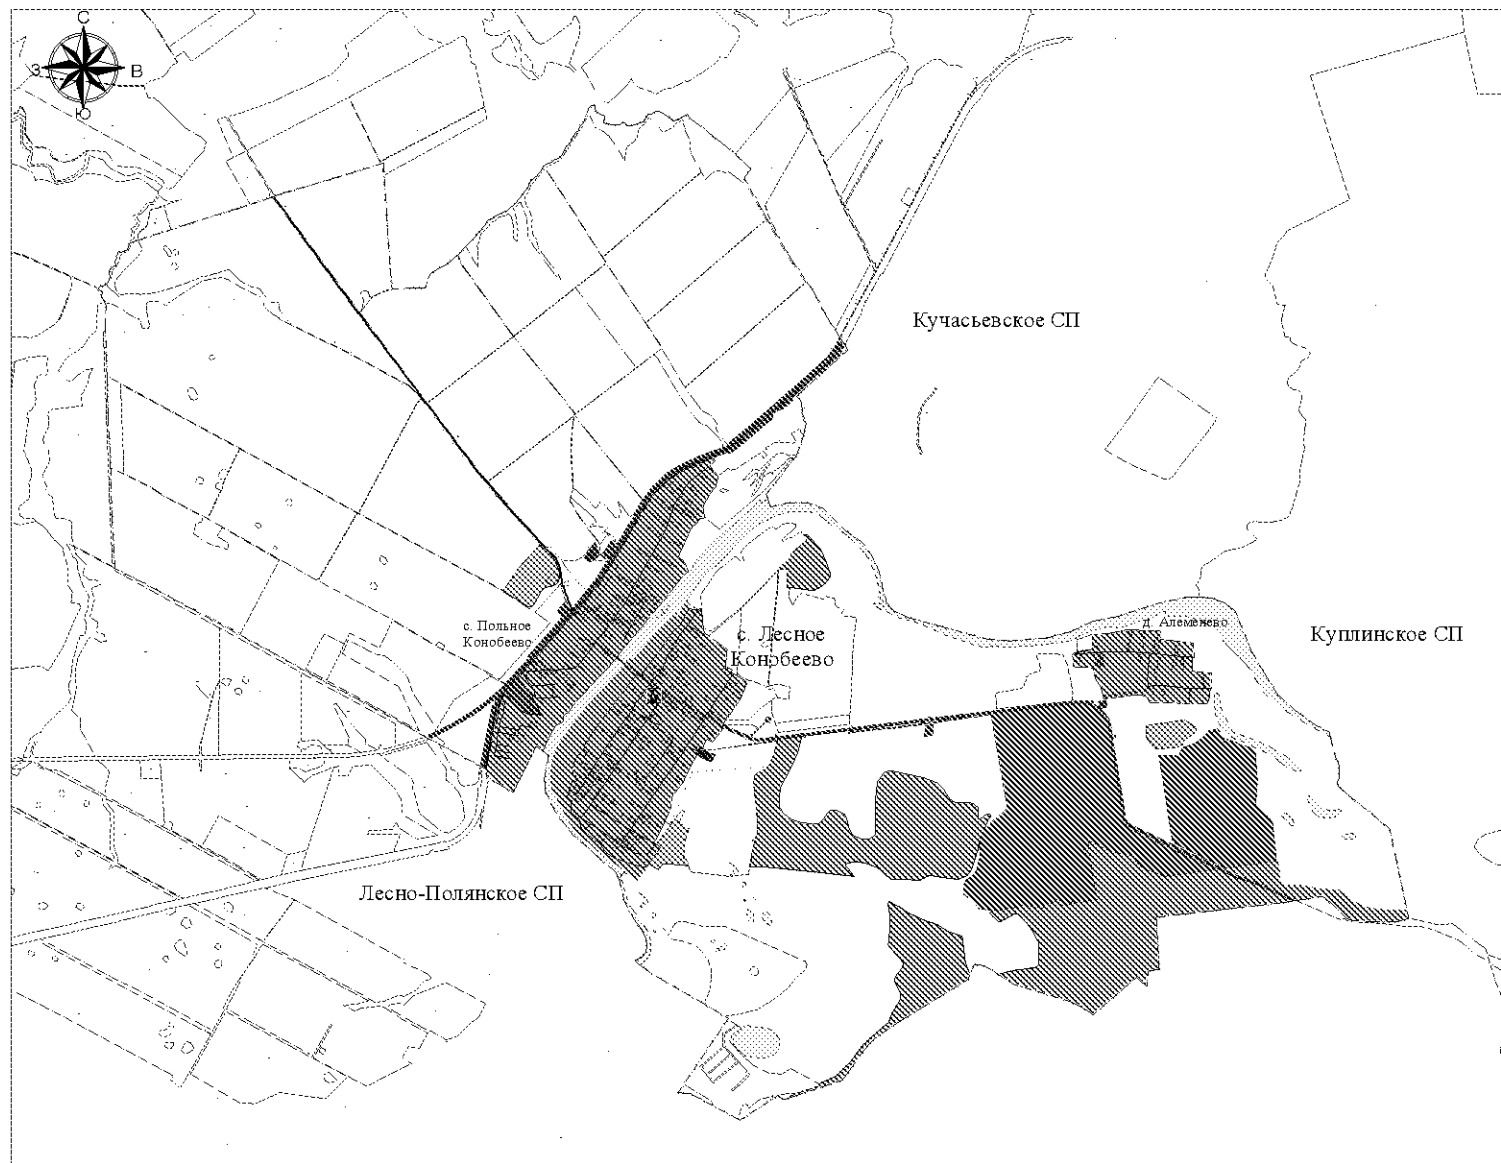 С
З
В
Ю
Кучасьевское СП
с. Польное
Конобеево
с. Лесное
Конобеево
д. Алеменево
Куплинское СП
Лесно-Полянское СП